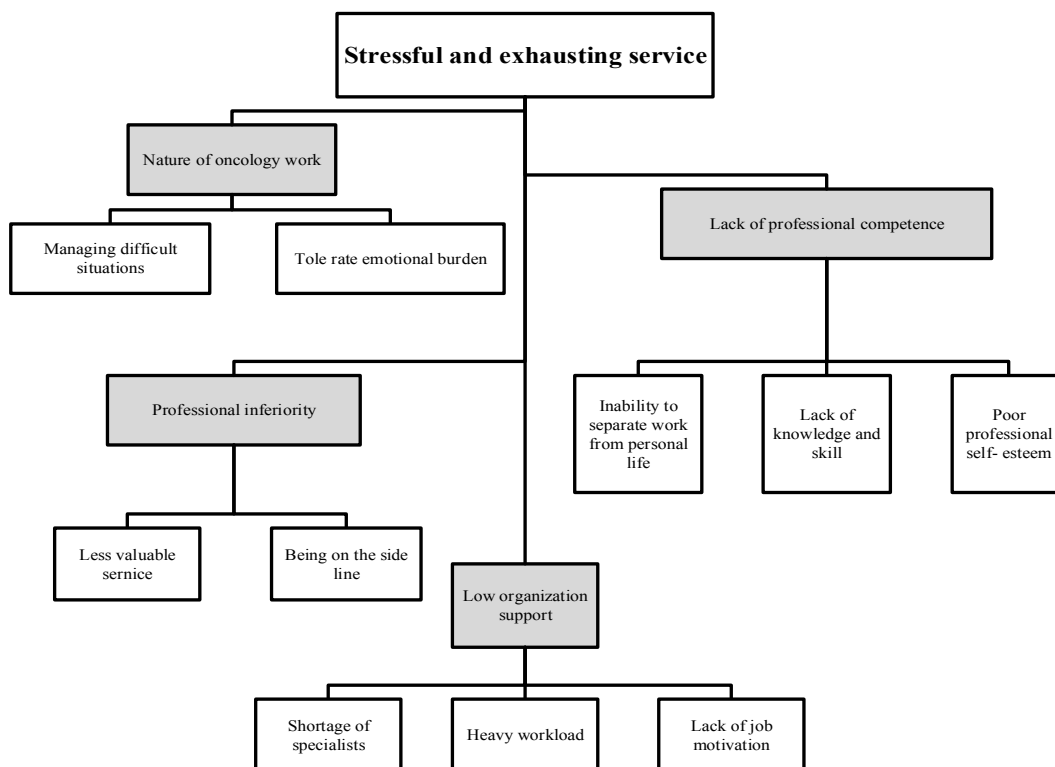 Stressful and exhausting service
Nature of oncology work
Managing difficult
situations
Tole rate emotional burden
Lack of professional competence
Inability to
separate work
from personal
life
Lack of
knowledge and
skill
Poor
professional
self- esteem
Professional inferiority
Less valuable
sernice
Being on the side
line
Low organization
support
Shortage of
specialists
Heavy workload
Lack of job
motivation